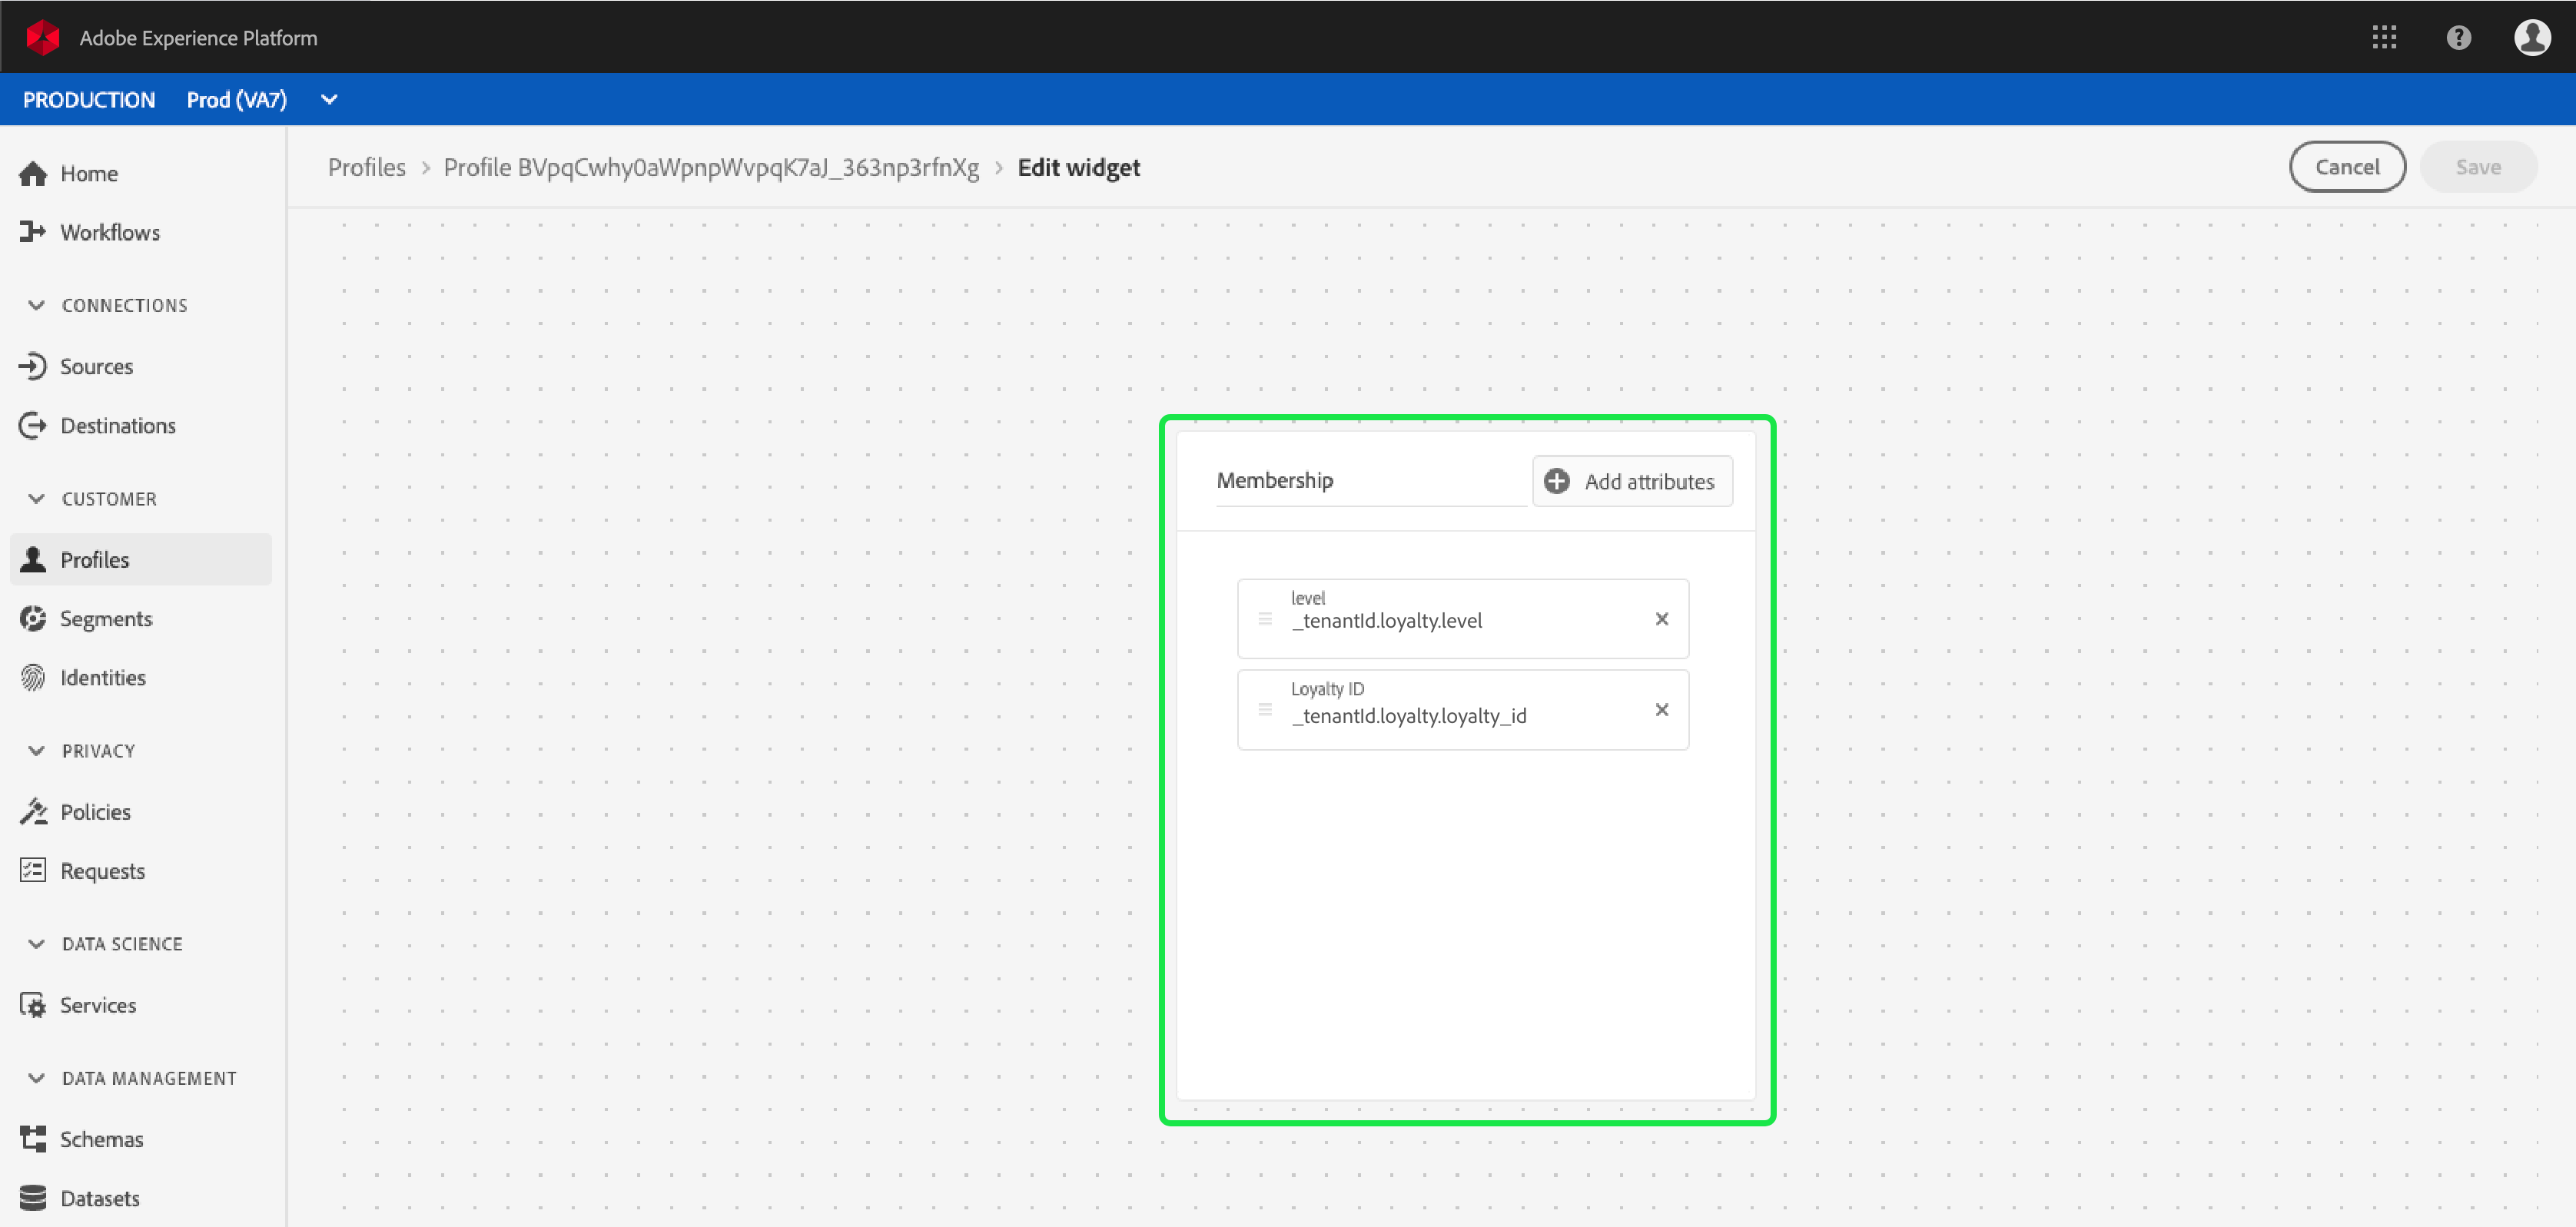 Adobe Experience Platform
PRODUCTION Prod (VA7)
Home
Workflows
CONNECTIONS
Sources
Destinations
CUSTOMER
Profiles
Segments
Identities
PRIVACY
Policies
Requests
DATA SCIENCE
Services
DATA MANAGEMENT
Schemas
Datasets
Profiles > Profile BVpqCwhy0aWpnpWvpqK7aJ_363np3rfnXg > Edit widget
Cancel
Save
Membership
Add attributes
level
_tenantId.loyalty.level
Loyalty ID
_tenantId.loyalty.loyalty_id